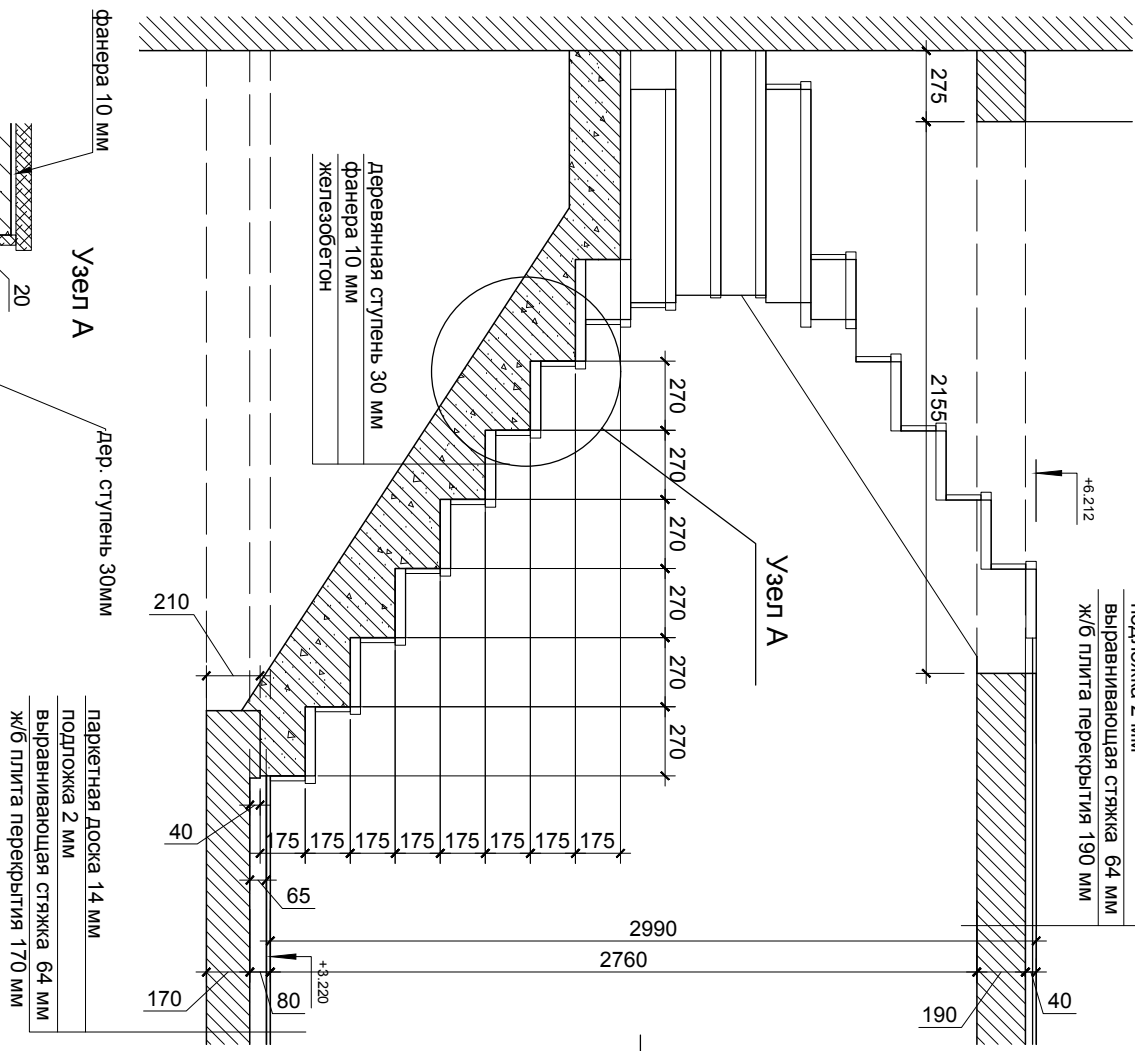 фанера 10 мм
20
Узел А
дер. ступень 30мм
деревянная ступень 30 мм
фанера 10 мм
железобетон
Узел А
275
2155
+6.212
подложка 2 мм
выравнивающая стяжка 64 мм
ж/б плита перекрытия 190 мм
270
270
270
270
270
270
210
40
175
175
175
175
175
175
175
175
65
2990
2760
+3.220
170
80
190
40
паркетная доска 14 мм
подложка 2 мм
выравнивающая стяжка 64 мм
ж/б плита перекрытия 170 мм